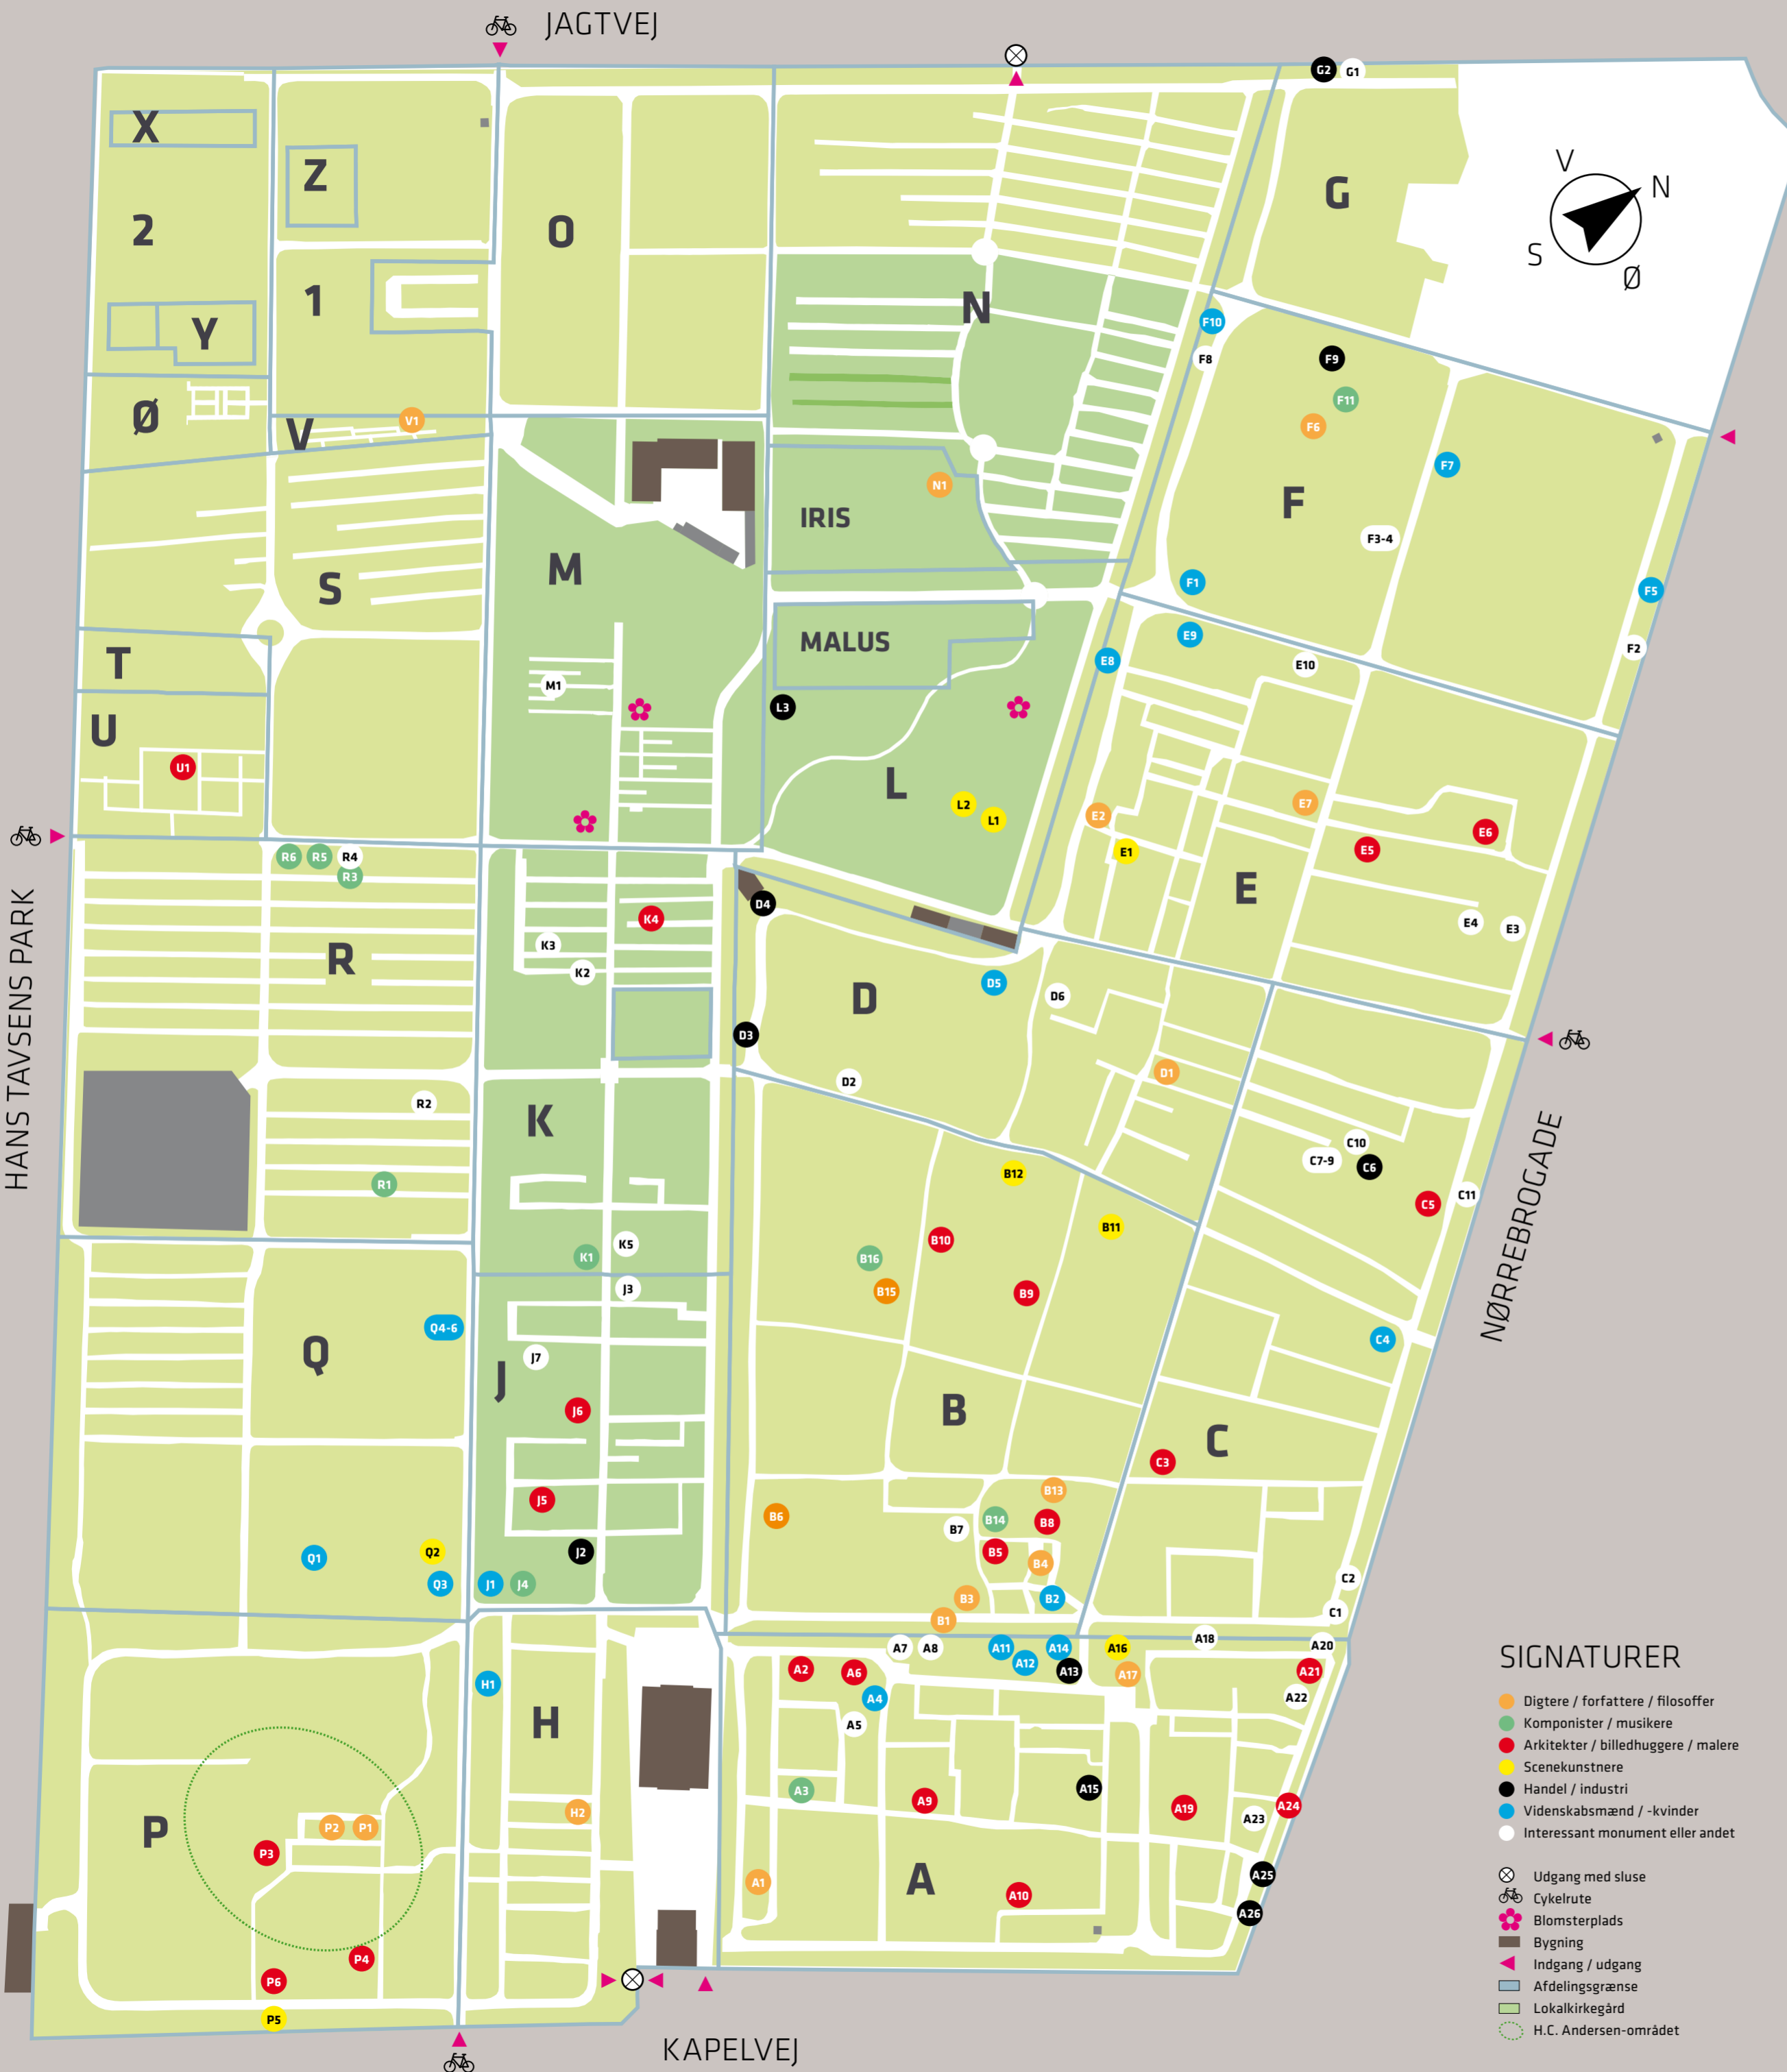 JAGTVEJ
G2 G1
X
Z
V
N
S
Ø
G
2
O
1
N
Y
F10
F8
F9
F11
Ø
V
V1
F6
F7
N1
IRIS
F
F3-4
M
S
F1
F5
MALUS
E9
F2
T
E8
E10
M1
L3
U
U1
L
L2
L1
E2
E7
E6
R6 R5 R4
R3
E1
E5
E
D4
K4
E4
E3
K3
R
K2
D5
D
D6
HANS TAVSENS PARK
D3
D1
D2
R2
K
C10
C7-9
C6
B12
R1
C11
C5
NØRREBROGADE
B11
B10
K5
K1
B16
J3
B15
B9
Q4-6
C4
Q
J7
J
J6
B
C
C3
B13
J5
B6
B14
B8
B7
Q2
J2
B5
Q1
B4
C2
Q3
J1
J4
B3
B2
C1
B1
A18
A7 A8
A11
A14
A16
A20
A12
A2
A6
A13
A17
A21
H1
A4
A22
H
A5
A3
A15
A9
A19
A24
H2
A23
P2 P1
P
P3
A25
A1
A
A10
A26
P4
P6
P5
KAPELVEJ
SIGNATURER
Digtere / forfattere / filosoffer
Komponister / musikere
Arkitekter / billedhuggere / malere
Scenekunstnere
Handel / industri
Videnskabsmænd / -kvinder
Interessant monument eller andet
Udgang med sluse
Cykelrute
Blomsterplads
Bygning
Indgang / udgang
Afdelingsgrænse
Lokalkirkegård
H.C. Andersen-området